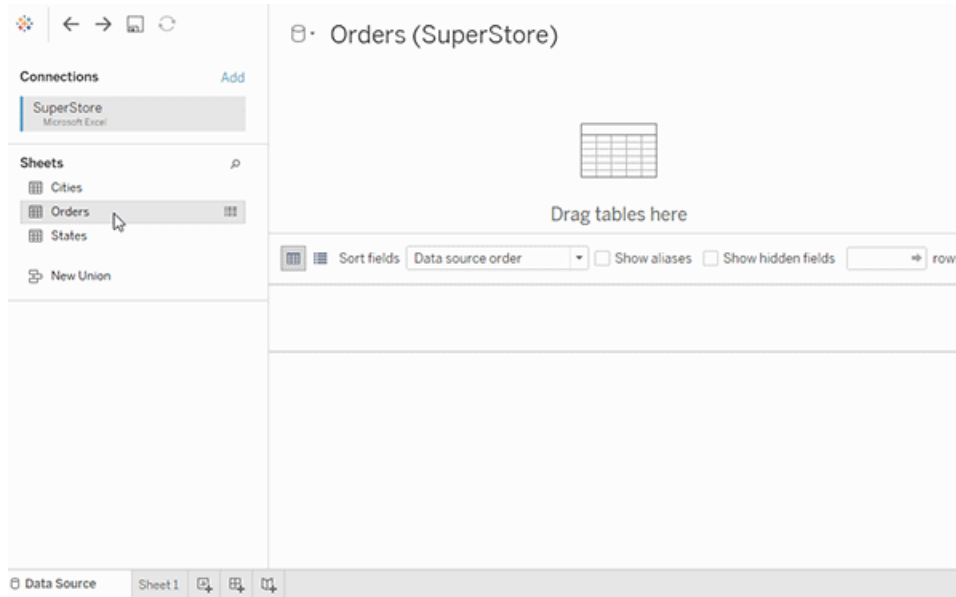 Orders (SuperStore)
Connections
Add
SuperStore
Microsoft Excel
Sheets
Cities
Orders
States
New Union
Drag tables here
Sort fields
Data source order
Show aliases
Show hidden fields
row
Data Source
Sheet 1